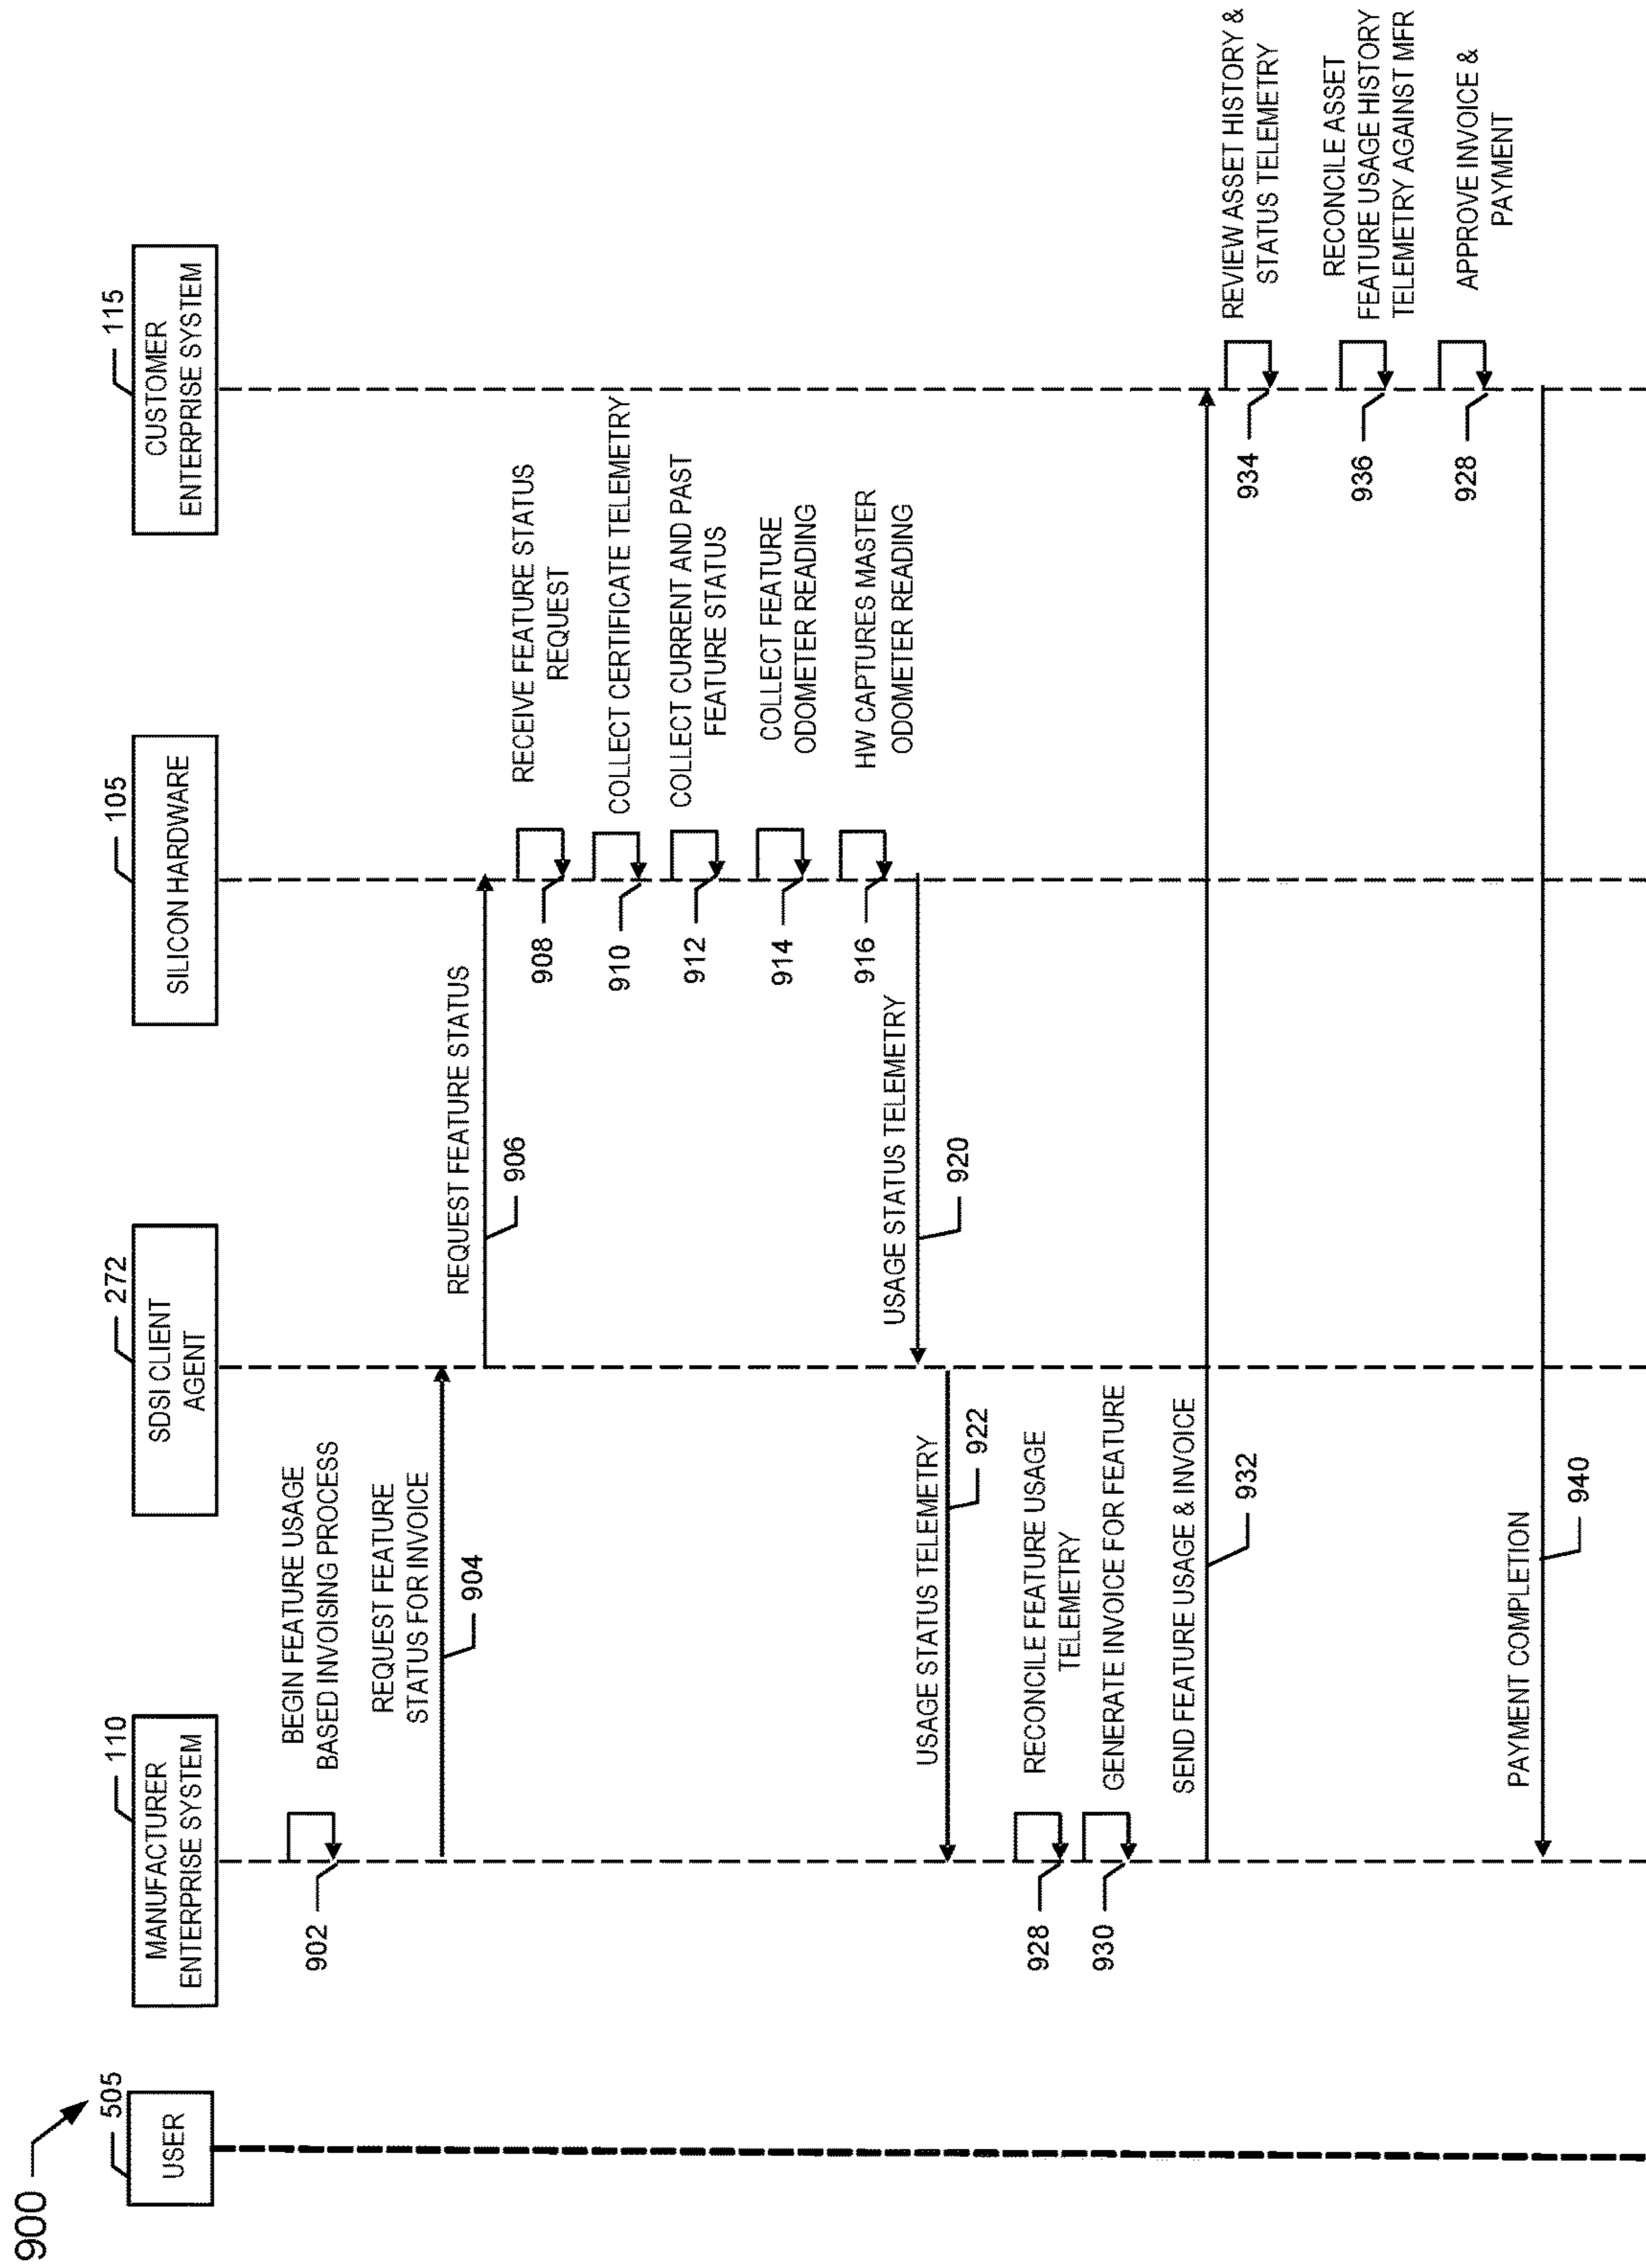 900
505
USER
110
MANUFACTURER
ENTERPRISE SYSTEM
272
SDSI CLIENT
AGENT
105
SILICON HARDWARE
115
CUSTOMER
ENTERPRISE SYSTEM
BEGIN FEATURE USAGE
BASED INVOISING PROCESS
902
REQUEST FEATURE
STATUS FOR INVOICE
904
REQUEST FEATURE STATUS
906
RECEIVE FEATURE STATUS
REQUEST
908
COLLECT CERTIFICATE TELEMETRY
910
COLLECT CURRENT AND PAST
FEATURE STATUS
912
COLLECT FEATURE
ODOMETER READING
914
HW CAPTURES MASTER
ODOMETER READING
916
USAGE STATUS TELEMETRY
920
USAGE STATUS TELEMETRY
922
RECONCILE FEATURE USAGE
TELEMETRY
928
GENERATE INVOICE FOR FEATURE
930
SEND FEATURE USAGE & INVOICE
932
REVIEW ASSET HISTORY &
STATUS TELEMETRY
934
RECONCILE ASSET
FEATURE USAGE HISTORY
TELEMETRY AGAINST MFR
936
APPROVE INVOICE &
PAYMENT
928
PAYMENT COMPLETION
940